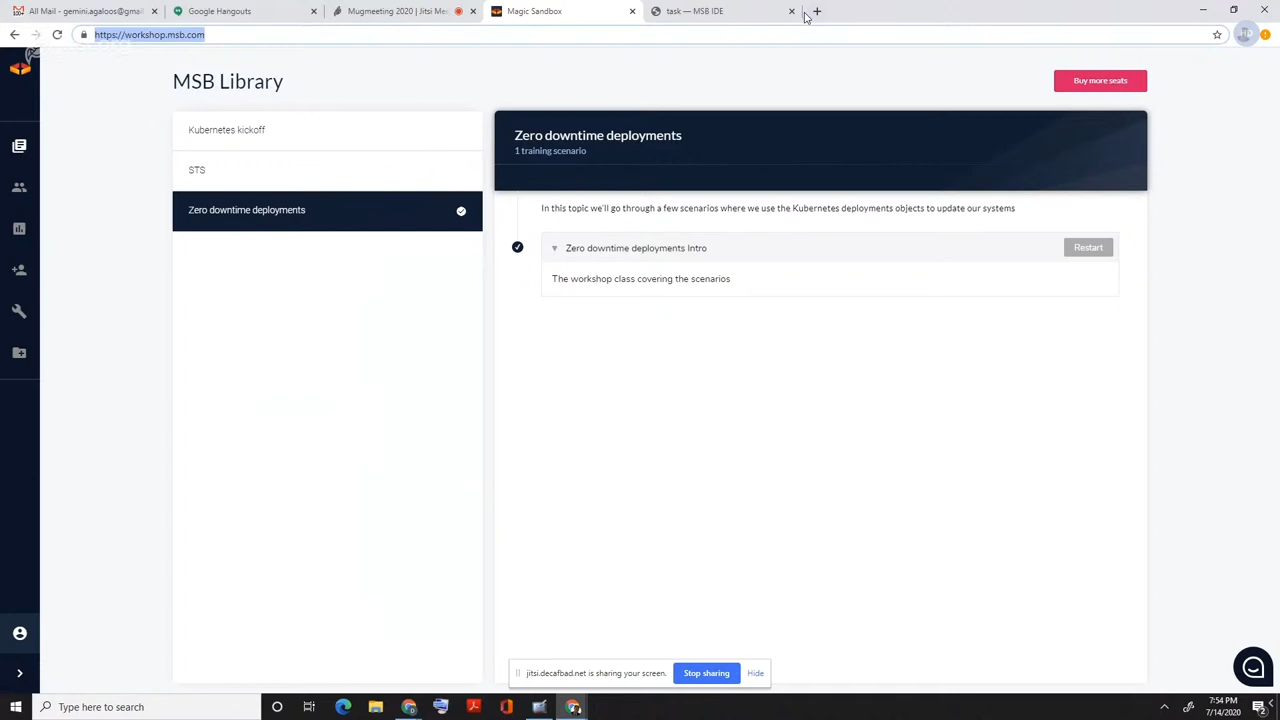 All Mail - gemini.agaloos@gmail
Google Hangouts
Mugmeeting 2020 | Jitsi Me
Magic Sandbox
task — MSB IDE
https://workshop.msb.com
HD
MSB Library
Buy more seats
Kubernetes kickoff
STS
Zero downtime deployments
Zero downtime deployments
1 training scenario
In this topic we'll go through a few scenarios where we use the Kubernetes deployments objects to update our systems
Zero downtime deployments Intro
Restart
The workshop class covering the scenarios
jitsi.decafbad.net is sharing your screen.
Stop sharing
Hide
Type here to search
7:54 PM
7/14/2020
2